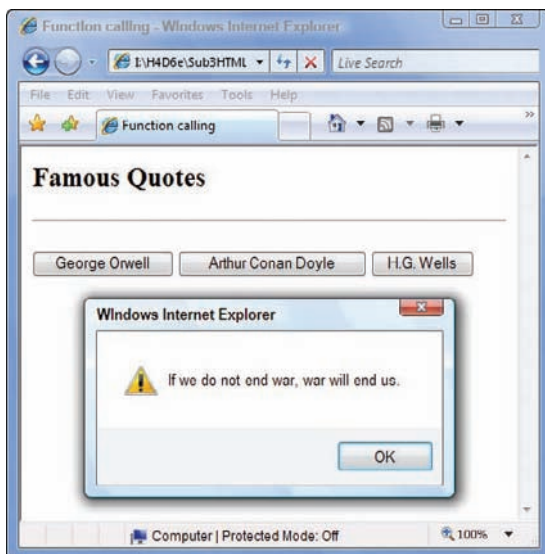 Function calling - Windows Internet Explorer
E:\H4D6e\Sub3HTML
Live Search
File Edit View Favorites Tools Help
Function calling
»
Famous Quotes
George Orwell Arthur Conan Doyle H.G. Wells
Windows Internet Explorer
If we do not end war, war will end us.
OK
Computer | Protected Mode: Off 100%